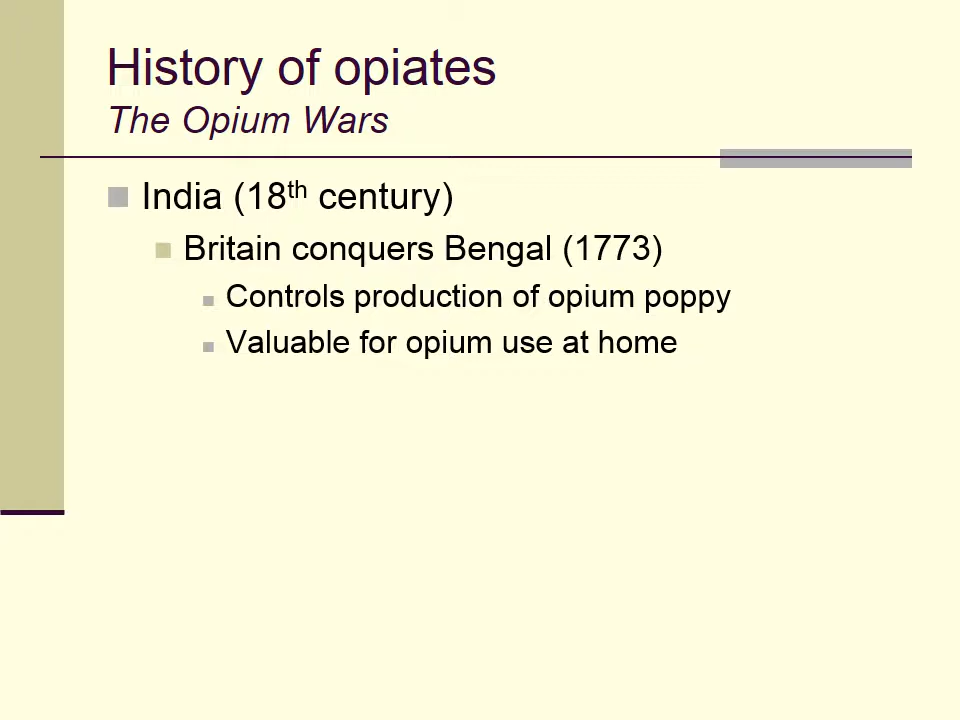 History of opiates
The Opium Wars
India (18th century)
Britain conquers Bengal (1773)
Controls production of opium poppy
Valuable for opium use at home